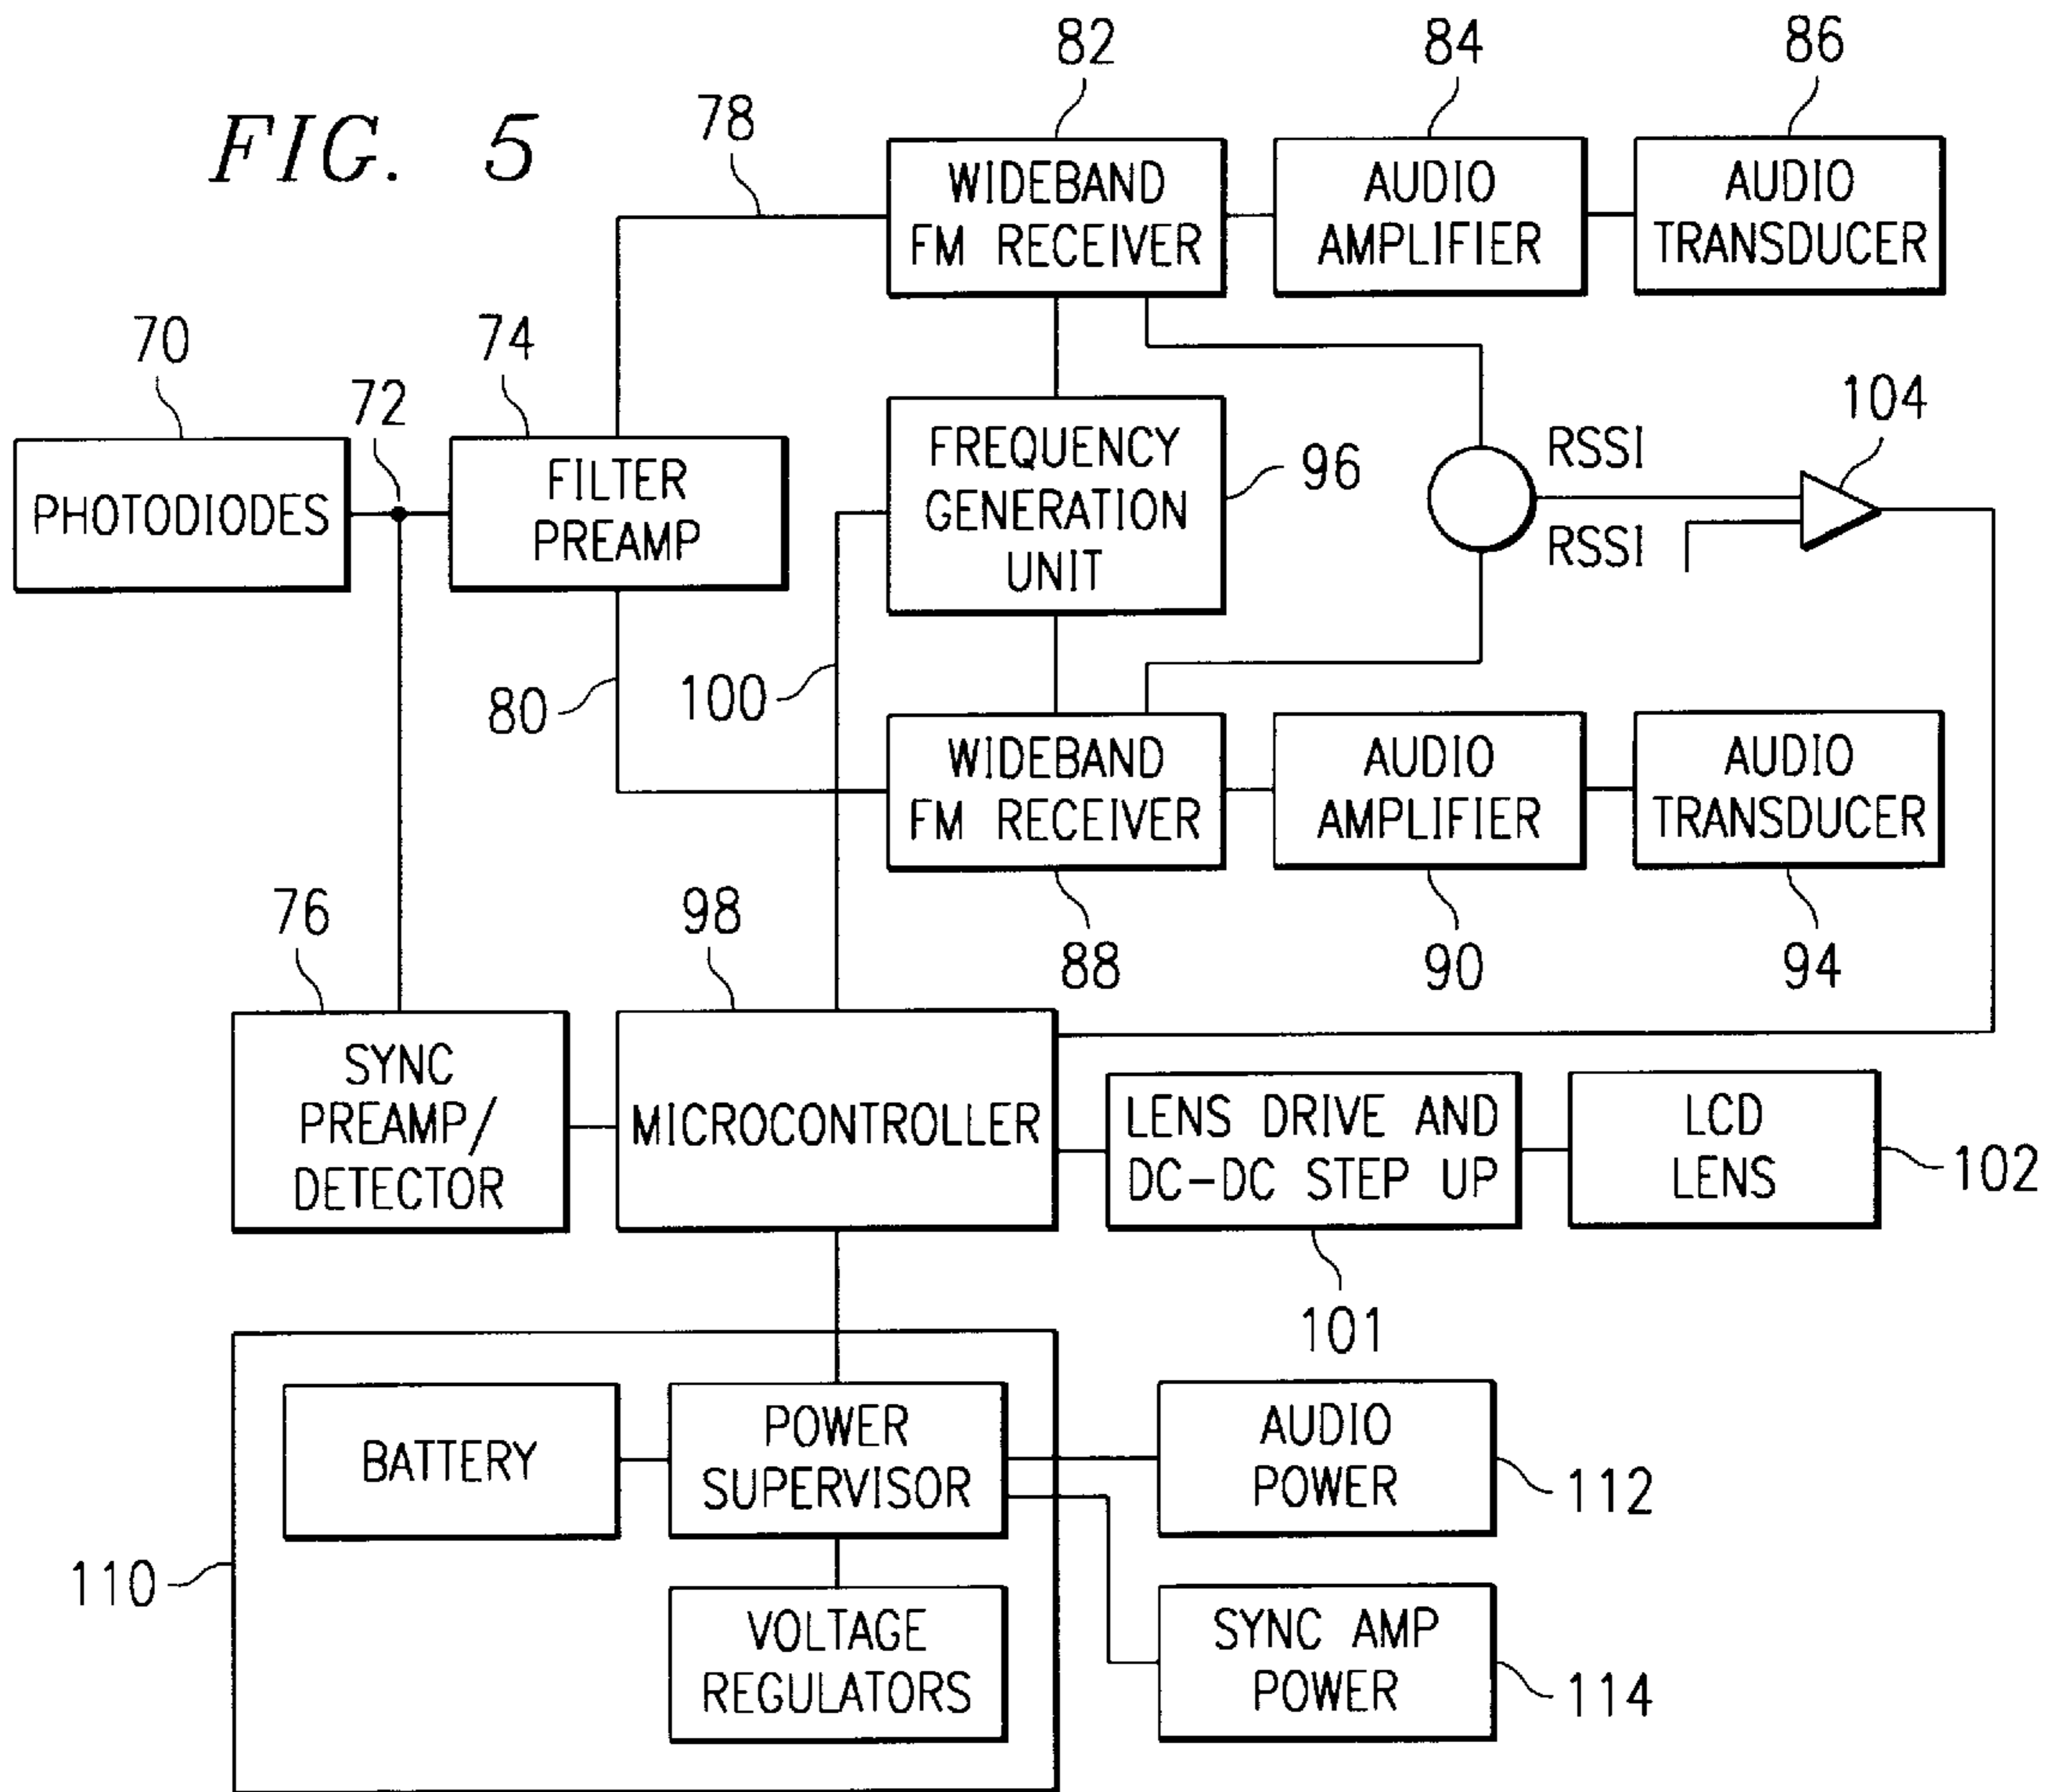 FIG. 5
82
84
86
78
WIDEBAND
FM RECEIVER
AUDIO
AMPLIFIER
AUDIO
TRANSDUCER
70
72
74
104
PHOTODIODES
FILTER
PREAMP
FREQUENCY
GENERATION
UNIT
96
RSSI
RSSI
80
100
WIDEBAND
FM RECEIVER
AUDIO
AMPLIFIER
AUDIO
TRANSDUCER
76
98
88
90
94
SYNC
PREAMP/
DETECTOR
MICROCONTROLLER
LENS DRIVE AND
DC-DC STEP UP
LCD
LENS
102
101
BATTERY
POWER
SUPERVISOR
AUDIO
POWER
112
110
VOLTAGE
REGULATORS
SYNC AMP
POWER
114